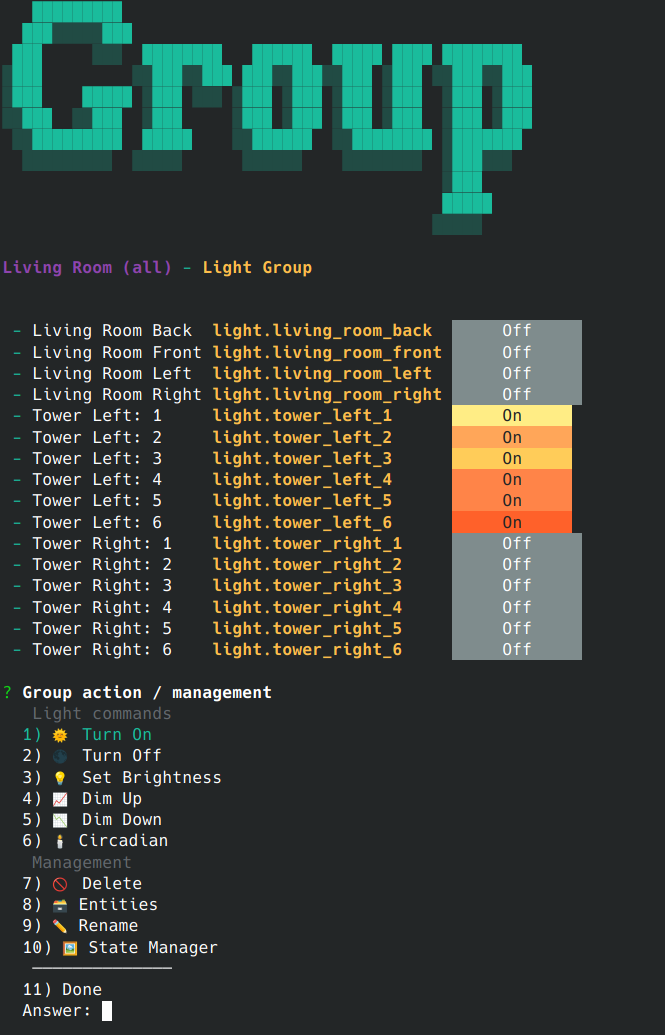 Group
Living Room (all) - Light Group
- Living Room Back light.living_room_back Off
- Living Room Front light.living_room_front Off
- Living Room Left light.living_room_left Off
- Living Room Right light.living_room_right Off
- Tower Left: 1 light.tower_left_1 On
- Tower Left: 2 light.tower_left_2 On
- Tower Left: 3 light.tower_left_3 On
- Tower Left: 4 light.tower_left_4 On
- Tower Left: 5 light.tower_left_5 On
- Tower Left: 6 light.tower_left_6 On
- Tower Right: 1 light.tower_right_1 Off
- Tower Right: 2 light.tower_right_2 Off
- Tower Right: 3 light.tower_right_3 Off
- Tower Right: 4 light.tower_right_4 Off
- Tower Right: 5 light.tower_right_5 Off
- Tower Right: 6 light.tower_right_6 Off
? Group action / management
Light commands
1) 🌞 Turn On
2) 🌑 Turn Off
3) 💡 Set Brightness
4) 📈 Dim Up
5) 📉 Dim Down
6) 🕯️ Circadian
Management
7) 🚫 Delete
8) 🗃️ Entities
9) ✏️ Rename
10) 🖼️ State Manager
──────────────
11) Done
Answer: